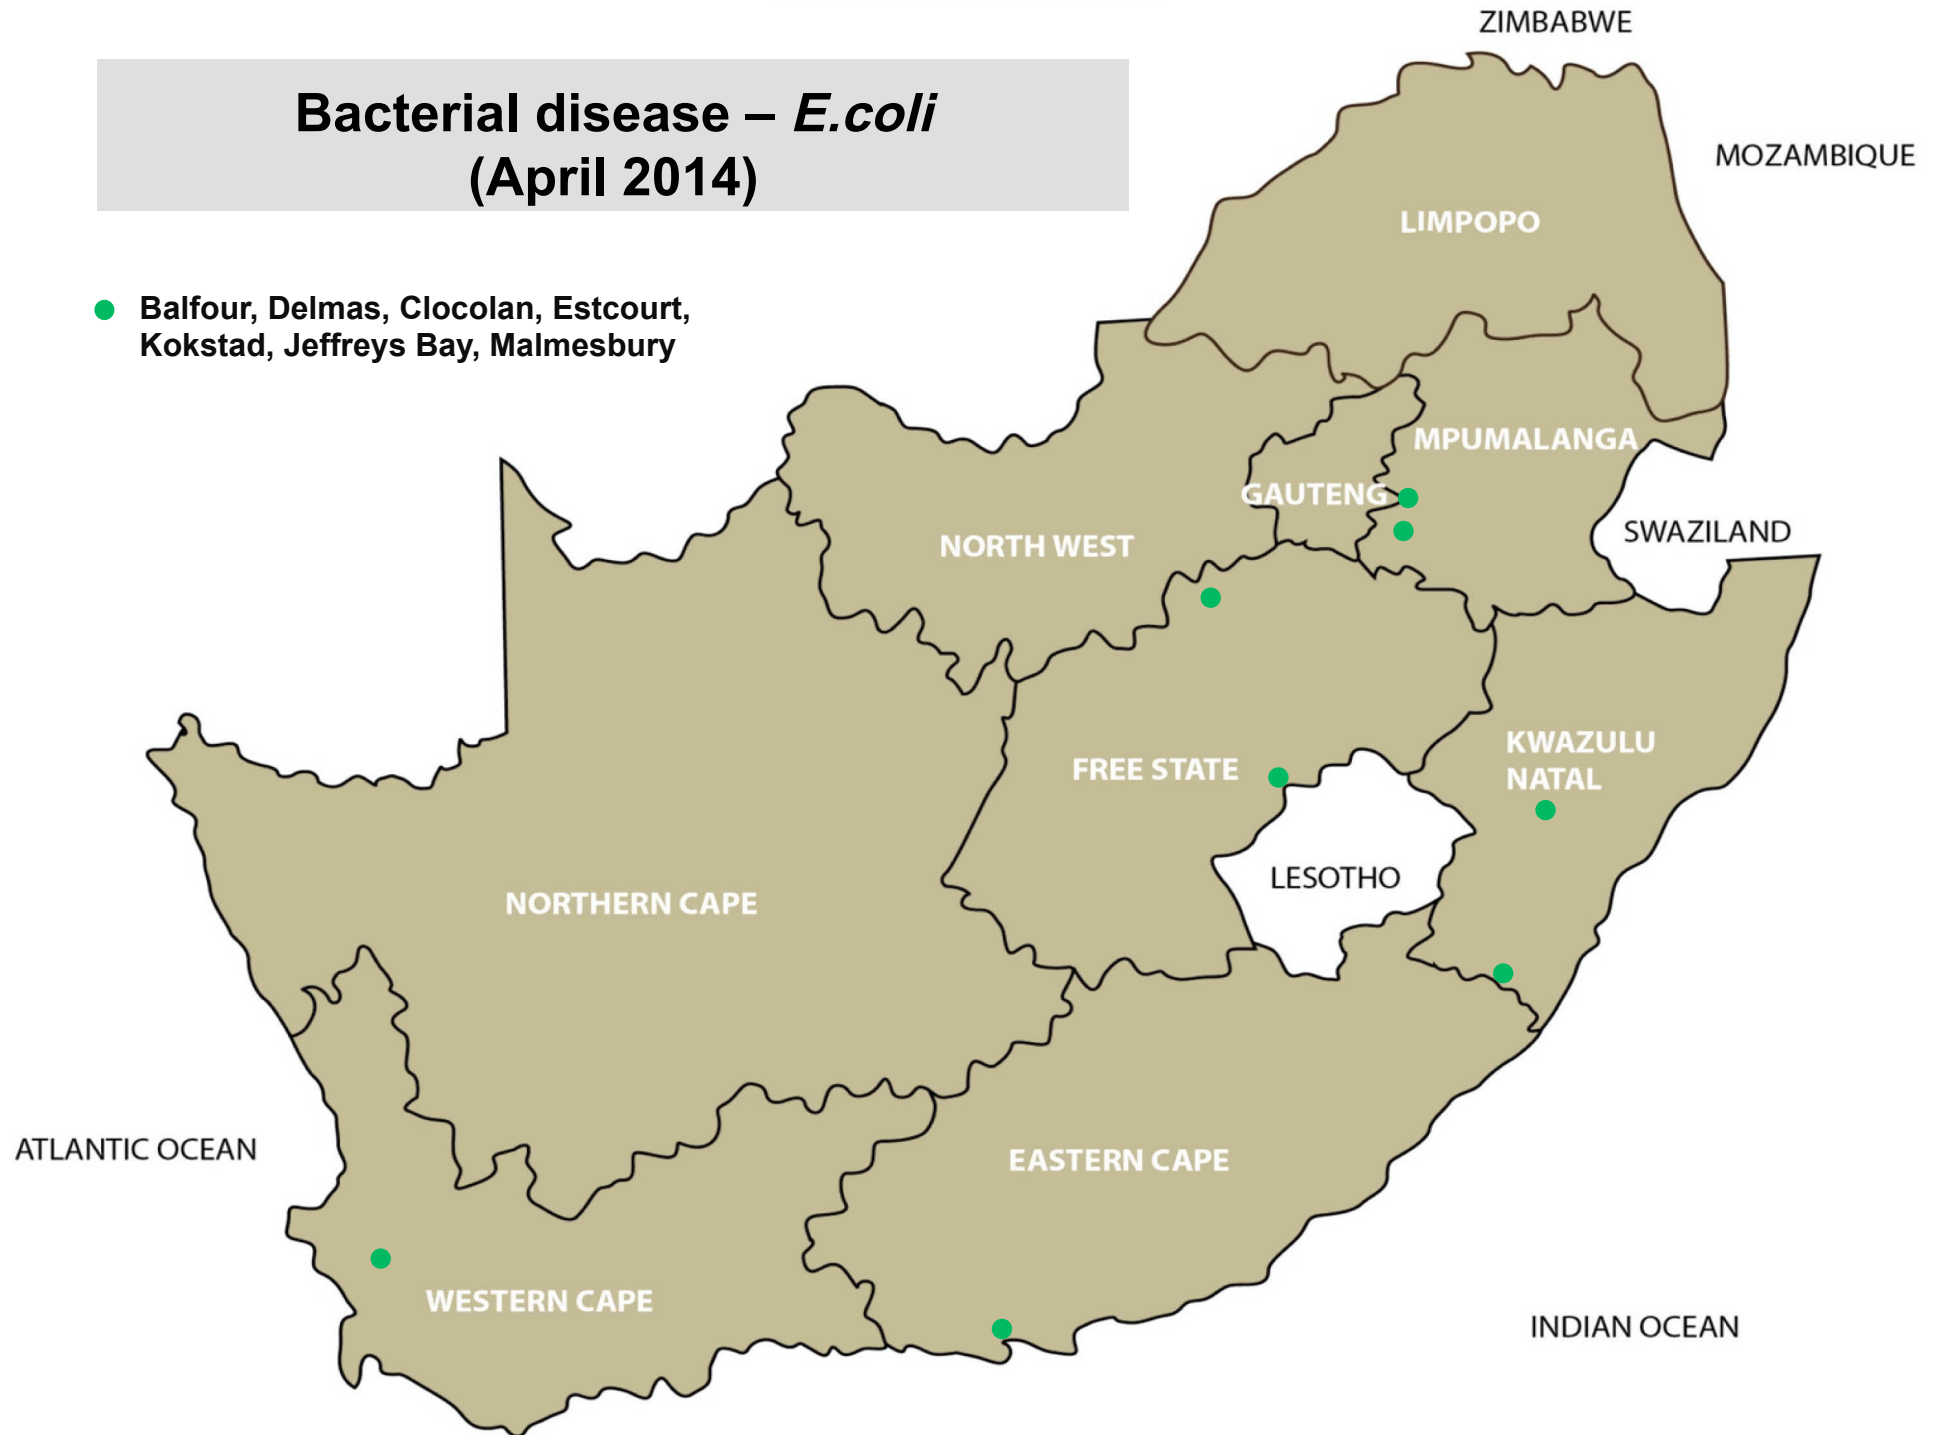 ZIMBABWE
Bacterial disease – E.coli
(April 2014)
MOZAMBIQUE
LIMPOPO
Balfour, Delmas, Clocolan, Estcourt,
Kokstad, Jeffreys Bay, Malmesbury
MPUMALANGA
GAUTENG
SWAZILAND
NORTH WEST
KWAZULU
NATAL
FREE STATE
LESOTHO
NORTHERN CAPE
ATLANTIC OCEAN
EASTERN CAPE
WESTERN CAPE
INDIAN OCEAN